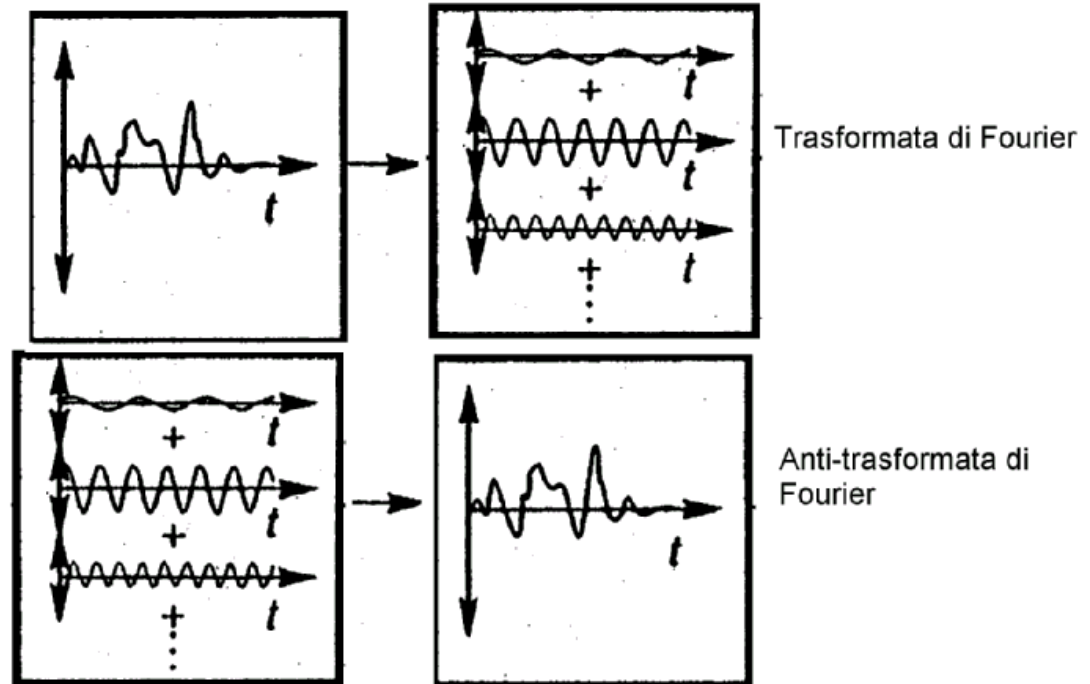 t
t
+
t
+
t
+
Trasformata di Fourier
t
+
t
+
t
+
t
Anti-trasformata di
Fourier